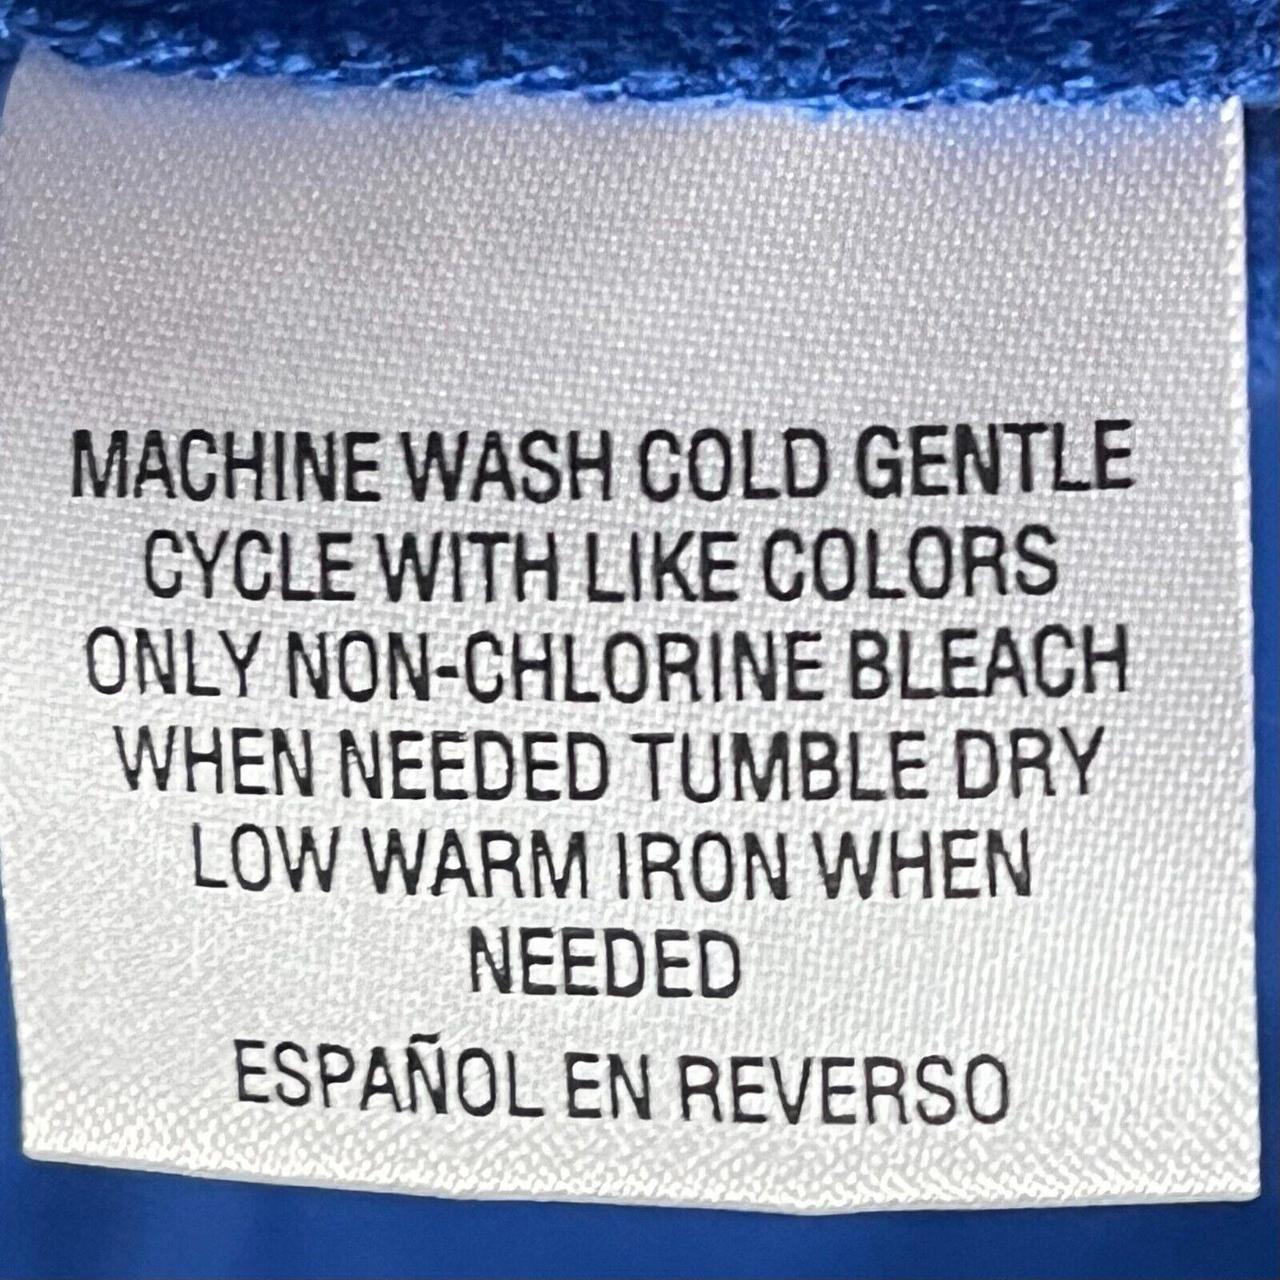 MACHINE WASH COLD GENTLE
CYCLE WITH LIKE COLORS
ONLY NON-CHLORINE BLEACH
WHEN NEEDED TUMBLE DRY
LOW WARM IRON WHEN
NEEDED
ESPAÑOL EN REVERSO